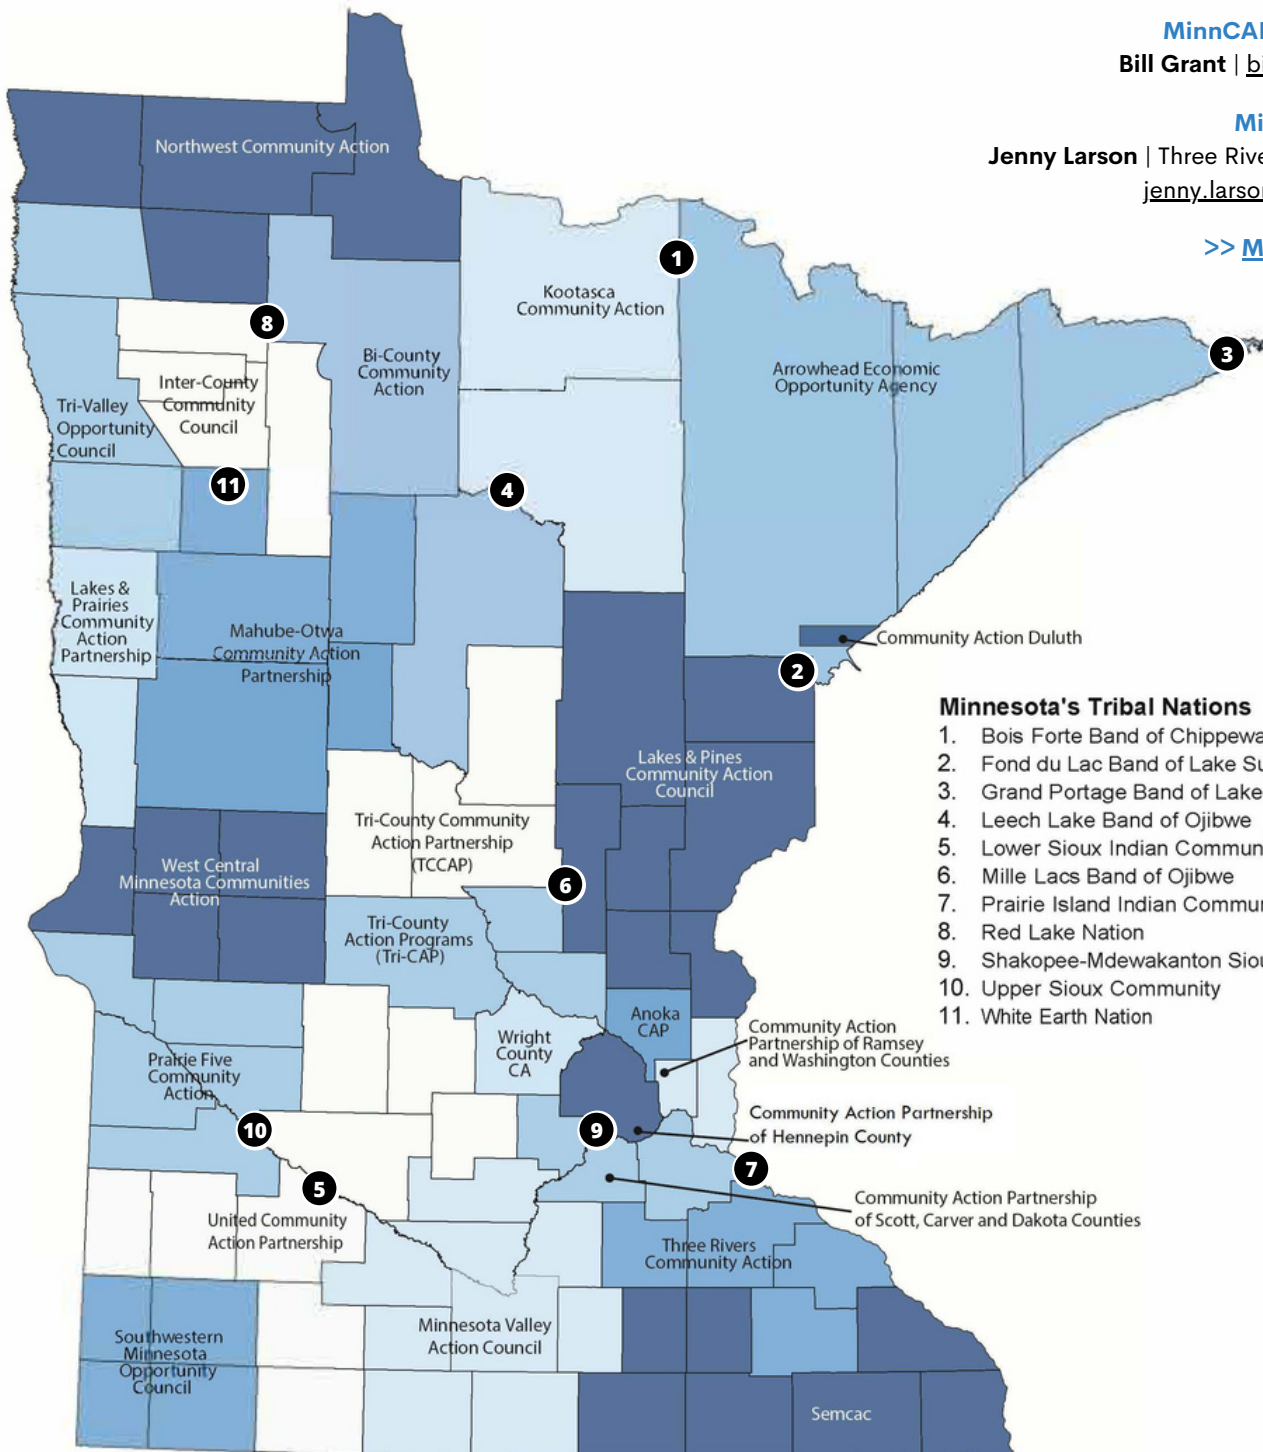 MinnCAP
Bill Grant | bi
Mi
Jenny Larson | Three Rive
jenny.larson
>> M
Northwest Community Action
1
Kootasca
Community Action
8
3
Bi-County
Community
Action
Arrowhead Economic
Opportunity Agency
Inter-County
Community
Council
Tri-Valley
Opportunity
Council
11
4
Lakes &
Prairies
Community
Action
Partnership
Mahube-Otwa
Community Action
Partnership
Community Action Duluth
2
Minnesota's Tribal Nations
1. Bois Forte Band of Chippewa
2. Fond du Lac Band of Lake Su
3. Grand Portage Band of Lake
4. Leech Lake Band of Ojibwe
5. Lower Sioux Indian Commun
6. Mille Lacs Band of Ojibwe
7. Prairie Island Indian Commun
8. Red Lake Nation
9. Shakopee-Mdewakanton Siou
10. Upper Sioux Community
11. White Earth Nation
Lakes & Pines
Community Action
Council
Tri-County Community
Action Partnership
(TCCAP)
West Central
Minnesota Communities
Action
6
Tri-County
Action Programs
(Tri-CAP)
Anoka
CAP
Wright
County
CA
Community Action
Partnership of Ramsey
and Washington Counties
Prairie Five
Community
Action
Community Action Partnership
of Hennepin County
10
9
7
5
Community Action Partnership
of Scott, Carver and Dakota Counties
United Community
Action Partnership
Three Rivers
Community Action
Southwestern
Minnesota
Opportunity
Council
Minnesota Valley
Action Council
Semcac